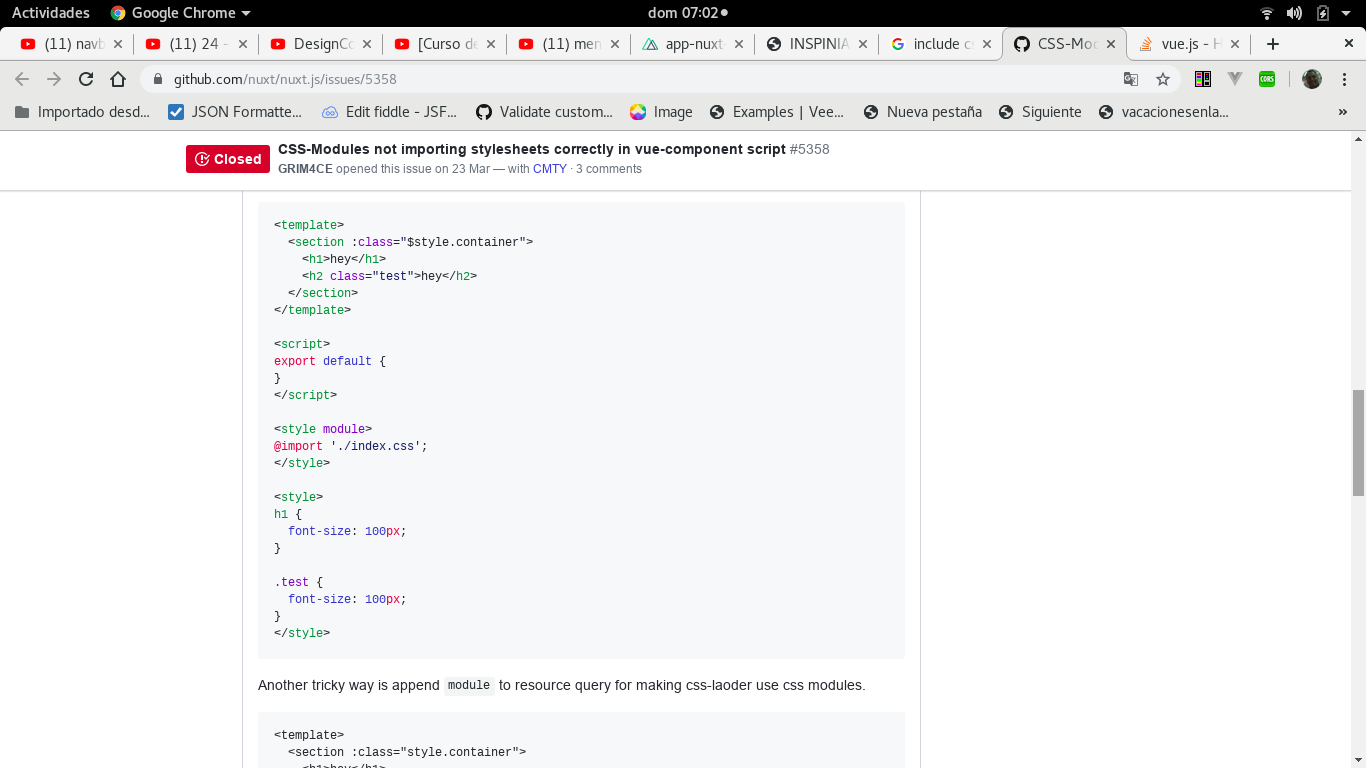 Actividades Google Chrome dom 07:02
(11) navb (11) 24 - DesignCo [Curso de (11) men app-nuxt- INSPINIA include cs CSS-Mod vue.js - H
github.com/nuxt/nuxt.js/issues/5358 CORS
Importado desd... JSON Formatte... Edit fiddle - JSF... Validate custom... Image Examples | Vee... Nueva pestaña Siguiente vacacionesenla... »
Closed CSS-Modules not importing stylesheets correctly in vue-component script #5358
GRIM4CE opened this issue on 23 Mar — with CMTY · 3 comments
<template>
<section :class="$style.container">
<h1>hey</h1>
<h2 class="test">hey</h2>
</section>
</template>
<script>
export default {
}
</script>
<style module>
@import './index.css';
</style>
<style>
h1 {
font-size: 100px;
}
.test {
font-size: 100px;
}
</style>
Another tricky way is append module to resource query for making css-laoder use css modules.
<template>
<section :class="style.container">
<h1>hey</h1>